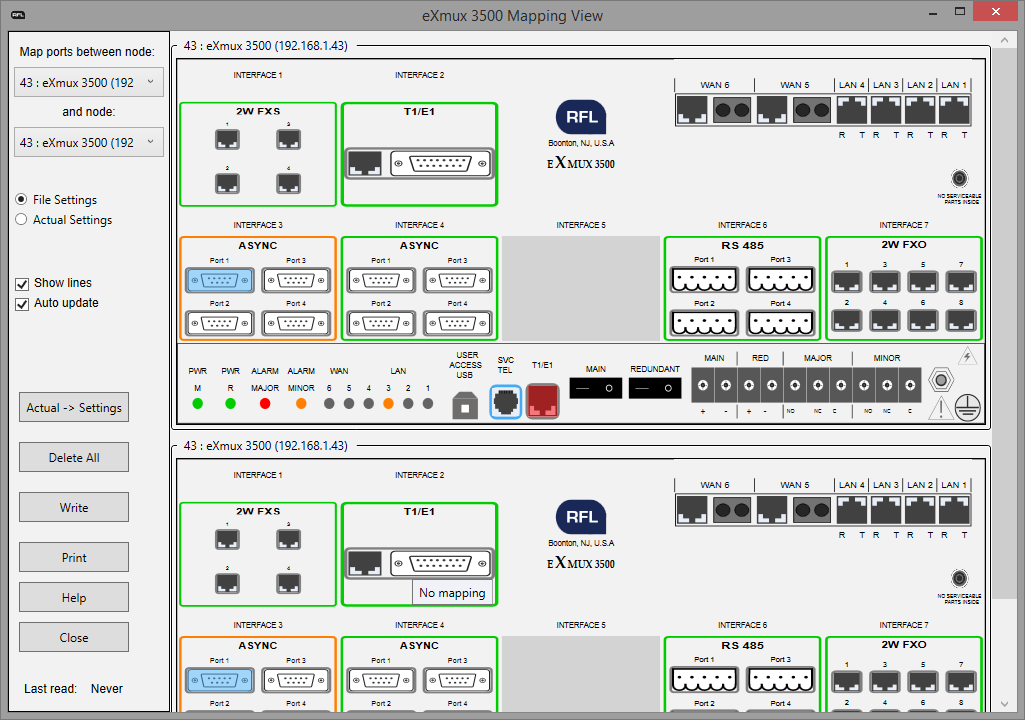 RFL
eXmux 3500 Mapping View
Map ports between node:
43 : eXmux 3500 (192
and node:
43 : eXmux 3500 (192
File Settings
Actual Settings
Show lines
Auto update
Actual -> Settings
Delete All
Write
Print
Help
Close
Last read: Never
43 : eXmux 3500 (192.168.1.43)
INTERFACE 1 INTERFACE 2
WAN 6 WAN 5 LAN 4 LAN 3 LAN 2 LAN 1
2W FXS T1/E1
RFL
1 3
Boonton, NJ, U.S.A
R T R T R T R T
eXMUX 3500
2 4
NO SERVICEABLE
PARTS INSIDE
INTERFACE 3 INTERFACE 4 INTERFACE 5 INTERFACE 6 INTERFACE 7
ASYNC ASYNC RS 485 2W FXO
Port 1 Port 3 Port 1 Port 3 Port 1 Port 3 1 3 5 7
Port 2 Port 4 Port 2 Port 4 Port 2 Port 4 2 4 6 8
PWR PWR ALARM ALARM WAN LAN
M R MAJOR MINOR 6 5 4 3 2 1
USER
ACCESS
USB
SVC
TEL
T1/E1
MAIN REDUNDANT
MAIN RED MAJOR MINOR
+ - + - NO NC C NO NC C
43 : eXmux 3500 (192.168.1.43)
INTERFACE 1 INTERFACE 2
WAN 6 WAN 5 LAN 4 LAN 3 LAN 2 LAN 1
2W FXS T1/E1
RFL
1 3
Boonton, NJ, U.S.A
R T R T R T R T
eXMUX 3500
2 4
No mapping
NO SERVICEABLE
PARTS INSIDE
INTERFACE 3 INTERFACE 4 INTERFACE 5 INTERFACE 6 INTERFACE 7
ASYNC ASYNC RS 485 2W FXO
Port 1 Port 3 Port 1 Port 3 Port 1 Port 3 1 3 5 7
Port 2 Port 4 Port 2 Port 4 Port 2 Port 4 2 4 6 8